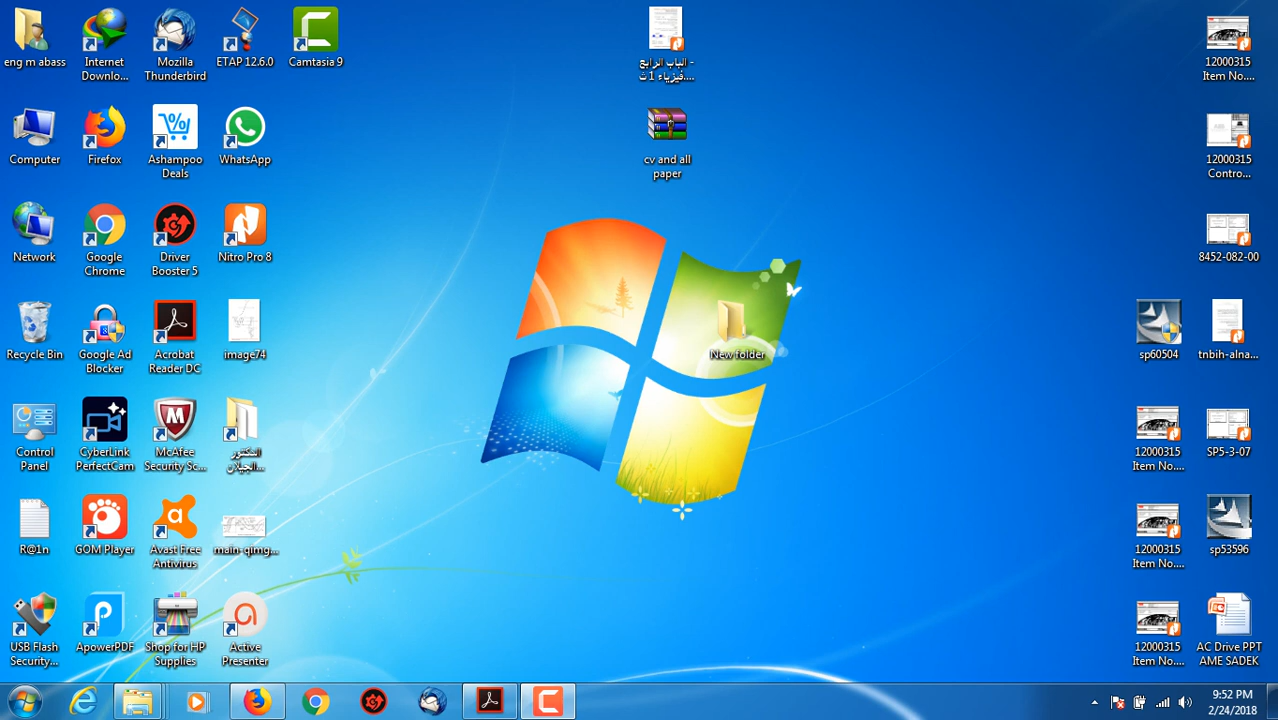 eng m abass
Internet
Downlo...
Mozilla
Thunderbird
ETAP 12.6.0
Camtasia 9
الباب الرابع -
فيزياء 1ث....
12000315
Item No....
Computer
Firefox
Ashampoo
Deals
WhatsApp
cv and all
paper
12000315
Contro...
Network
Google
Chrome
Driver
Booster 5
Nitro Pro 8
8452-082-00
Recycle Bin
Google Ad
Blocker
Acrobat
Reader DC
image74
New folder
sp60504
tnbih-alna...
Control
Panel
CyberLink
PerfectCam
McAfee
Security Sc...
الدكتور
الجيلان...
12000315
Item No....
SP5-3-07
R@1n
GOM Player
Avast Free
Antivirus
main-qimg...
12000315
Item No....
sp53596
USB Flash
Security...
ApowerPDF
Shop for HP
Supplies
Active
Presenter
12000315
Item No....
AC Drive PPT
AME SADEK
9:52 PM
2/24/2018